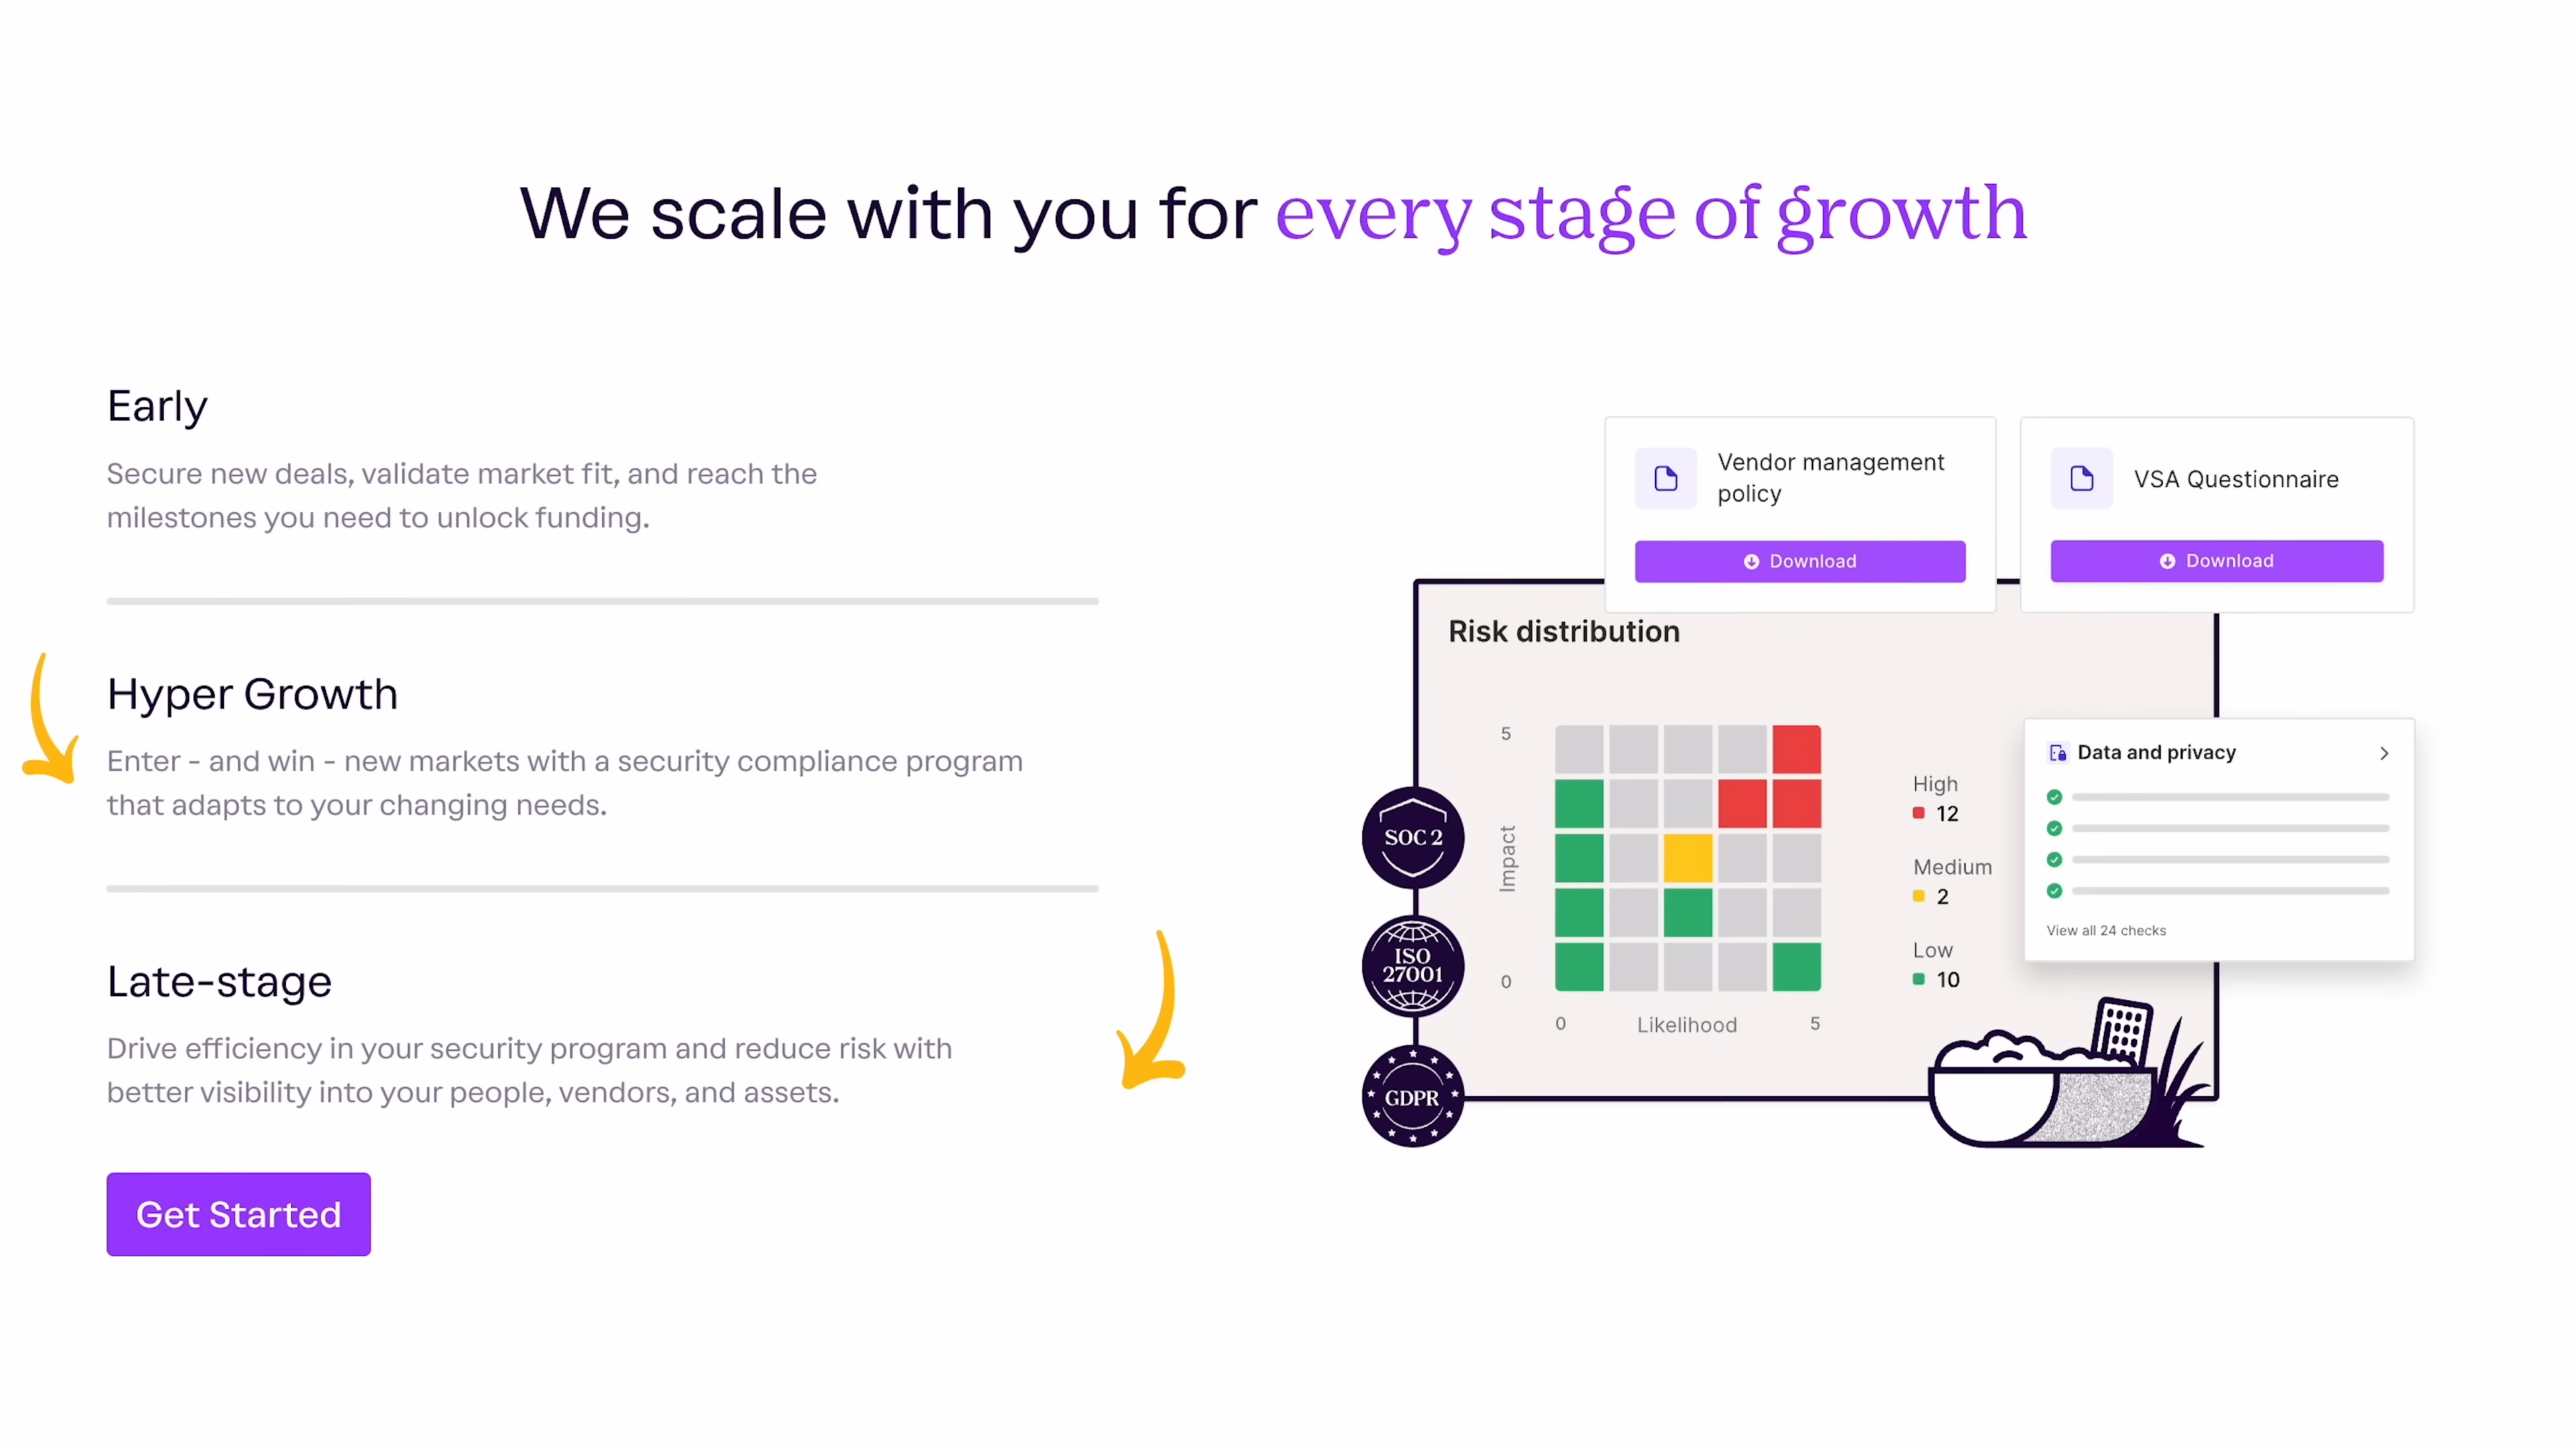 We scale with you for every stage of growth
Early
Secure new deals, validate market fit, and reach the
milestones you need to unlock funding.
Hyper Growth
Enter - and win - new markets with a security compliance program
that adapts to your changing needs.
Late-stage
Drive efficiency in your security program and reduce risk with
better visibility into your people, vendors, and assets.
Get Started
Vendor management
policy
Download
VSA Questionnaire
Download
Risk distribution
5
Impact
0
0
Likelihood
5
High
12
Medium
2
Low
10
Data and privacy
View all 24 checks
SOC 2
ISO
27001
GDPR